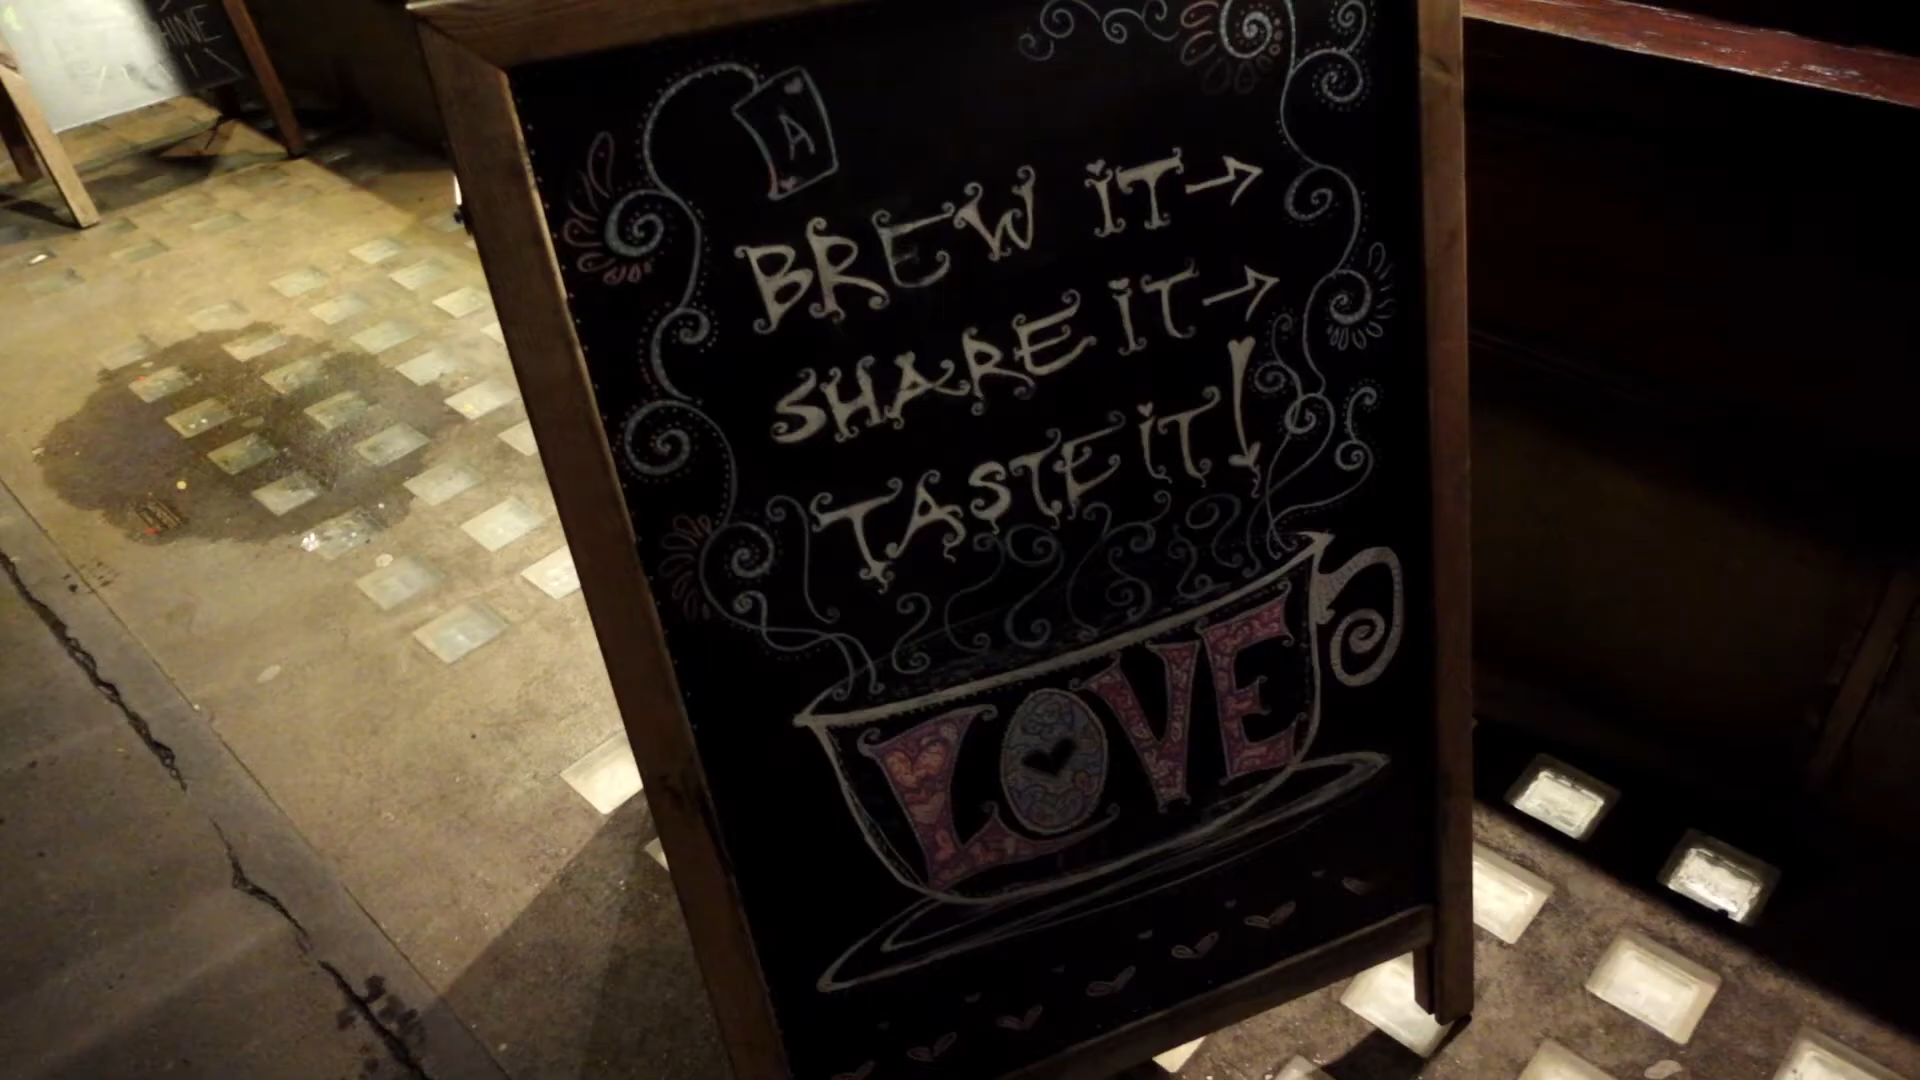 A
BREW IT→
SHARE IT→
TASTE IT!
LOVE